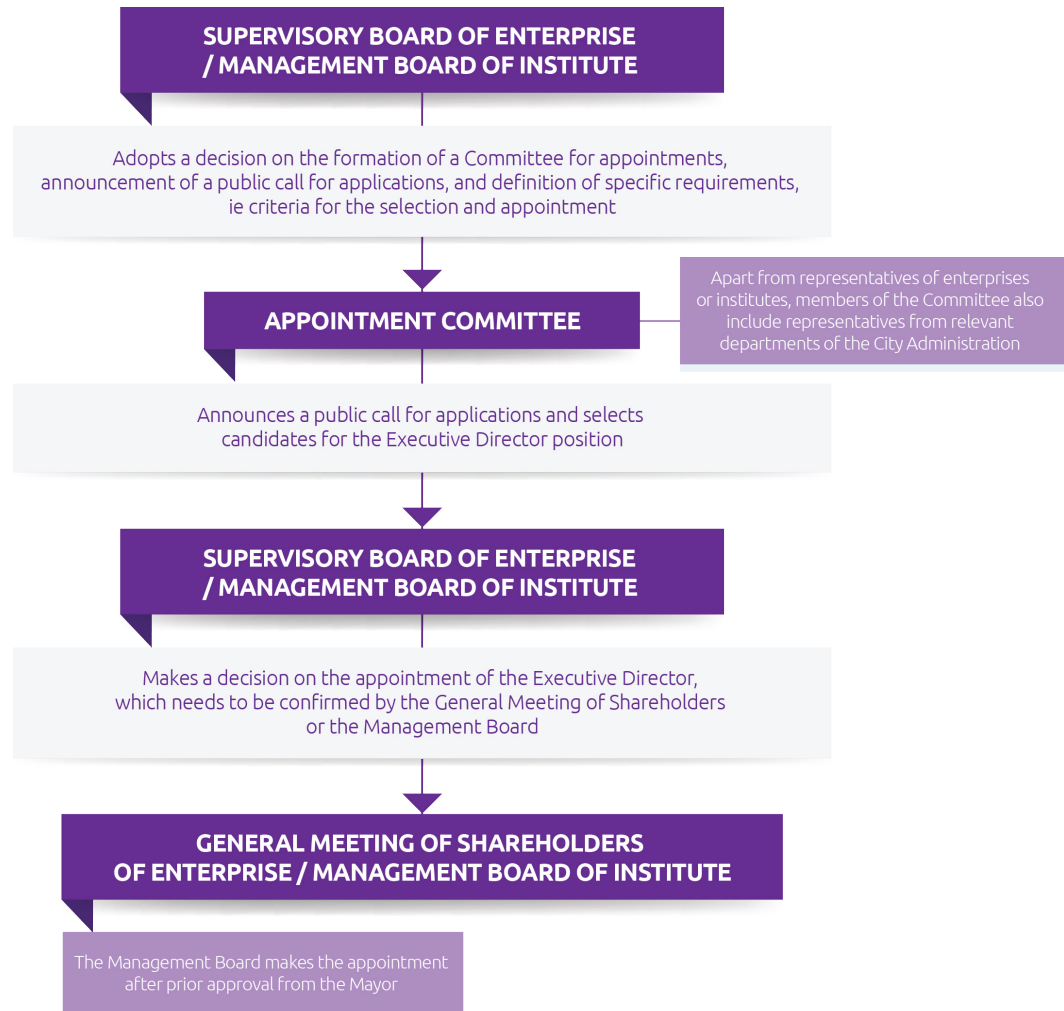 SUPERVISORY BOARD OF ENTERPRISE
/ MANAGEMENT BOARD OF INSTITUTE
Adopts a decision on the formation of a Committee for appointments,
announcement of a public call for applications, and definition of specific requirements,
ie criteria for the selection and appointment
APPOINTMENT COMMITTEE
Apart from representatives of enterprises
or institutes, members of the Committee also
include representatives from relevant
departments of the City Administration
Announces a public call for applications and selects
candidates for the Executive Director position
SUPERVISORY BOARD OF ENTERPRISE
/ MANAGEMENT BOARD OF INSTITUTE
Makes a decision on the appointment of the Executive Director,
which needs to be confirmed by the General Meeting of Shareholders
or the Management Board
GENERAL MEETING OF SHAREHOLDERS
OF ENTERPRISE / MANAGEMENT BOARD OF INSTITUTE
The Management Board makes the appointment
after prior approval from the Mayor